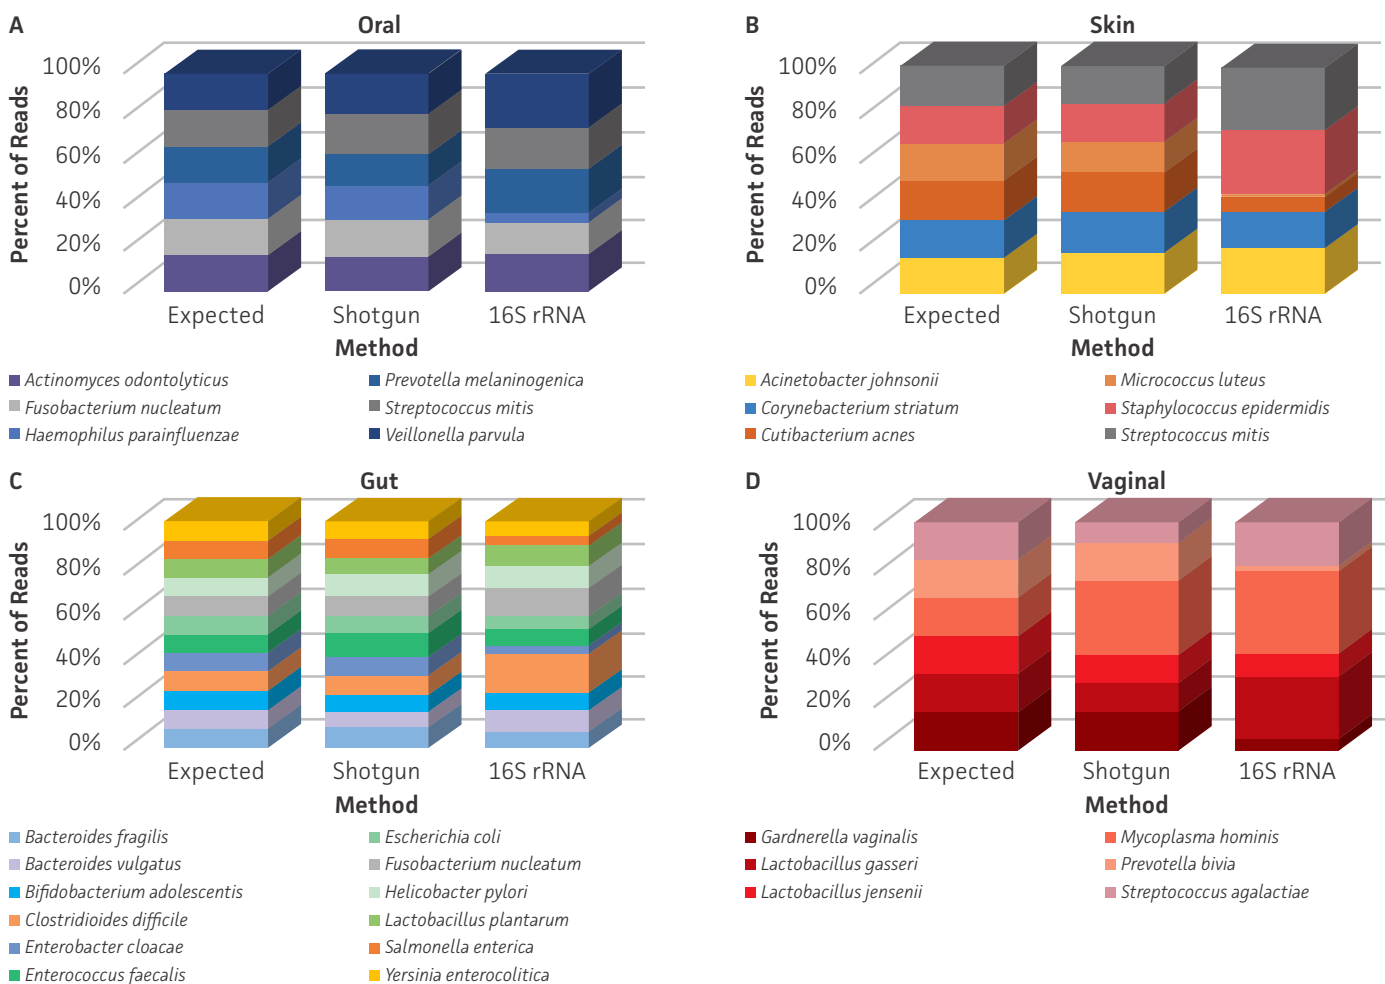 A
Oral
Percent of Reads
100%
80%
60%
40%
20%
0%
Expected
Shotgun
16S rRNA
Method
Actinomyces odontolyticus
Fusobacterium nucleatum
Haemophilus parainfluenzae
Prevotella melaninogenica
Streptococcus mitis
Veillonella parvula
B
Skin
Percent of Reads
100%
80%
60%
40%
20%
0%
Expected
Shotgun
16S rRNA
Method
Acinetobacter johnsonii
Corynebacterium striatum
Cutibacterium acnes
Micrococcus luteus
Staphylococcus epidermidis
Streptococcus mitis
C
Gut
Percent of Reads
100%
80%
60%
40%
20%
0%
Expected
Shotgun
16S rRNA
Method
Bacteroides fragilis
Bacteroides vulgatus
Bifidobacterium adolescentis
Clostridioides difficile
Enterobacter cloacae
Enterococcus faecalis
Escherichia coli
Fusobacterium nucleatum
Helicobacter pylori
Lactobacillus plantarum
Salmonella enterica
Yersinia enterocolitica
D
Vaginal
Percent of Reads
100%
80%
60%
40%
20%
0%
Expected
Shotgun
16S rRNA
Method
Gardnerella vaginalis
Lactobacillus gasseri
Lactobacillus jensenii
Mycoplasma hominis
Prevotella bivia
Streptococcus agalactiae